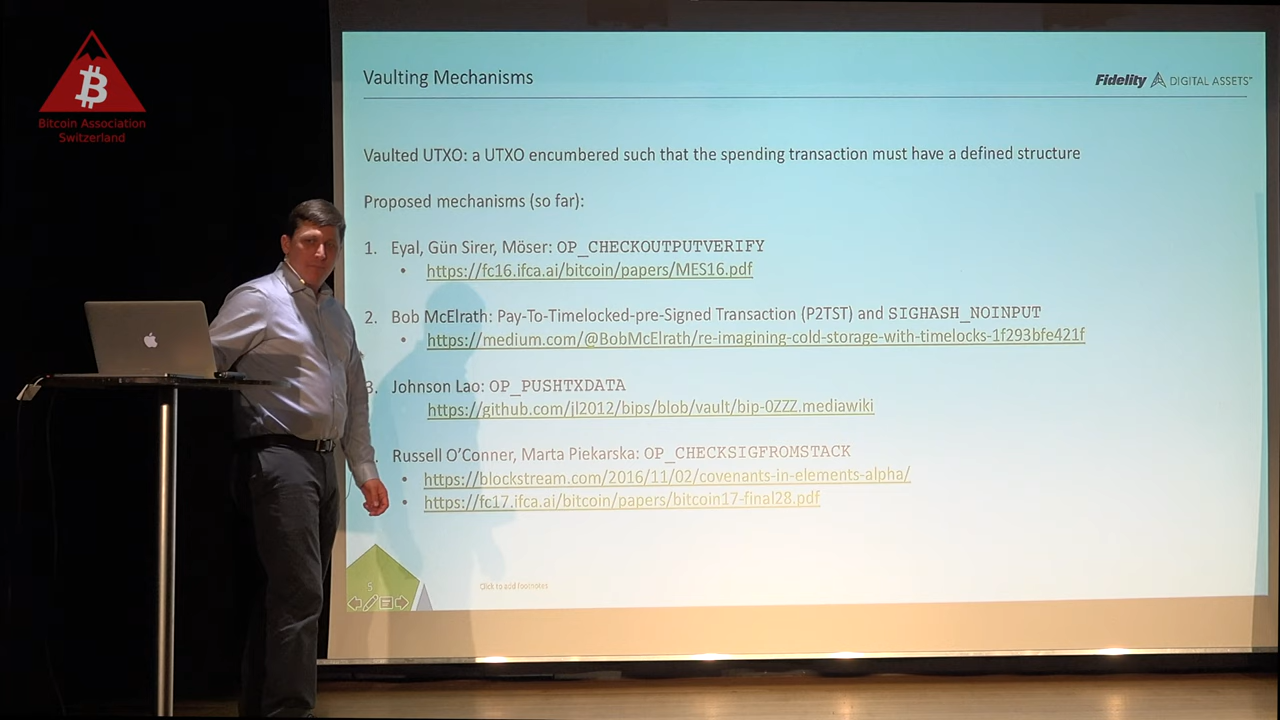 Bitcoin Association
Switzerland
Vaulting Mechanisms
Fidelity DIGITAL ASSETS℠
Vaulted UTXO: a UTXO encumbered such that the spending transaction must have a defined structure
Proposed mechanisms (so far):
1. Eyal, Gün Sirer, Möser: OP_CHECKOUTPUTVERIFY
• https://fc16.ifca.ai/bitcoin/papers/MES16.pdf
2. Bob McElrath: Pay-To-Timelocked-pre-Signed Transaction (P2TST) and SIGHASH_NOINPUT
• https://medium.com/@BobMcElrath/re-imagining-cold-storage-with-timelocks-1f293bfe421f
3. Johnson Lao: OP_PUSHTXDATA
https://github.com/jl2012/bips/blob/vault/bip-0ZZZ.mediawiki
Russell O'Conner, Marta Piekarska: OP_CHECKSIGFROMSTACK
• https://blockstream.com/2016/11/02/covenants-in-elements-alpha/
• https://fc17.ifca.ai/bitcoin/papers/bitcoin17-final28.pdf
5
Click to add footnotes